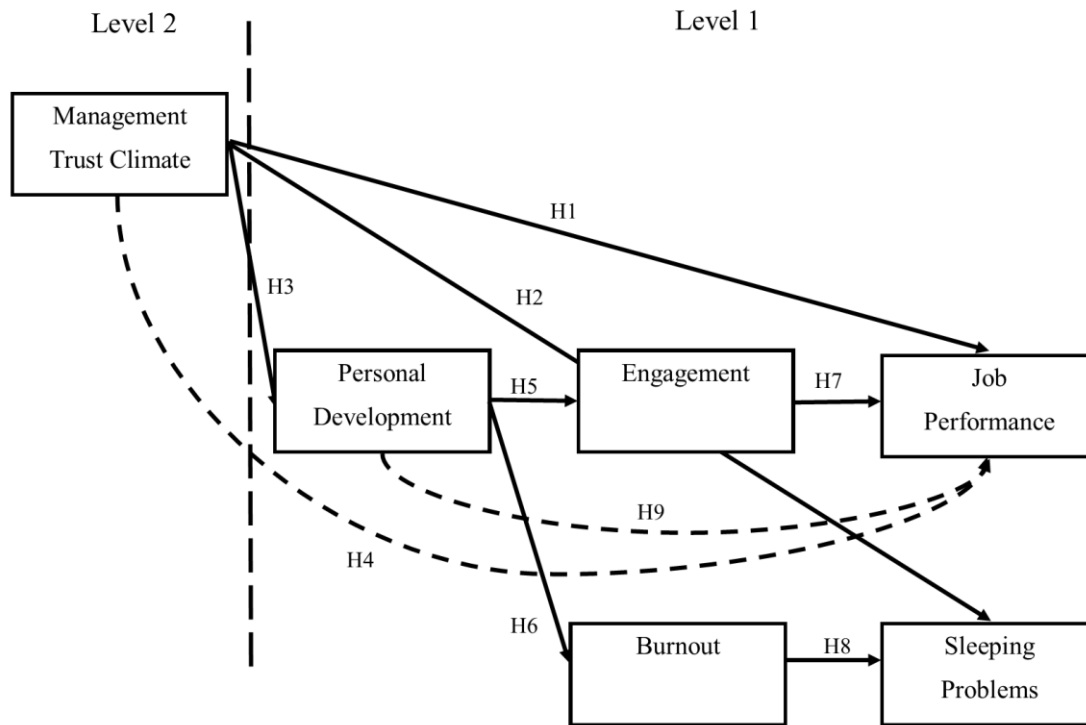 Level 2
Level 1
Management
Trust Climate
H1
H2
H3
Personal
Development
H5
Engagement
H7
Job
Performance
H9
H4
H6
Burnout
H8
Sleeping
Problems